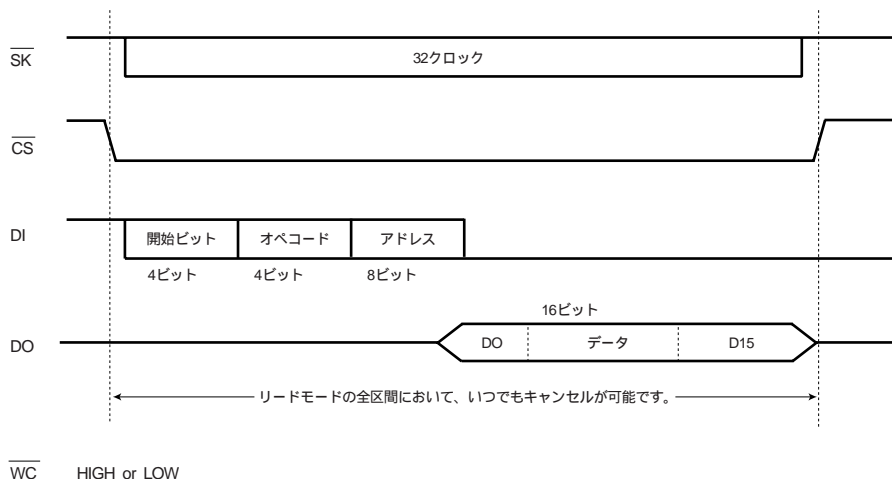 SK
32クロック
CS
DI
開始ビット オペコード アドレス
4ビット 4ビット 8ビット
16ビット
DO
DO データ D15
リードモードの全区間において、いつでもキャンセルが可能です。
WC HIGH or LOW